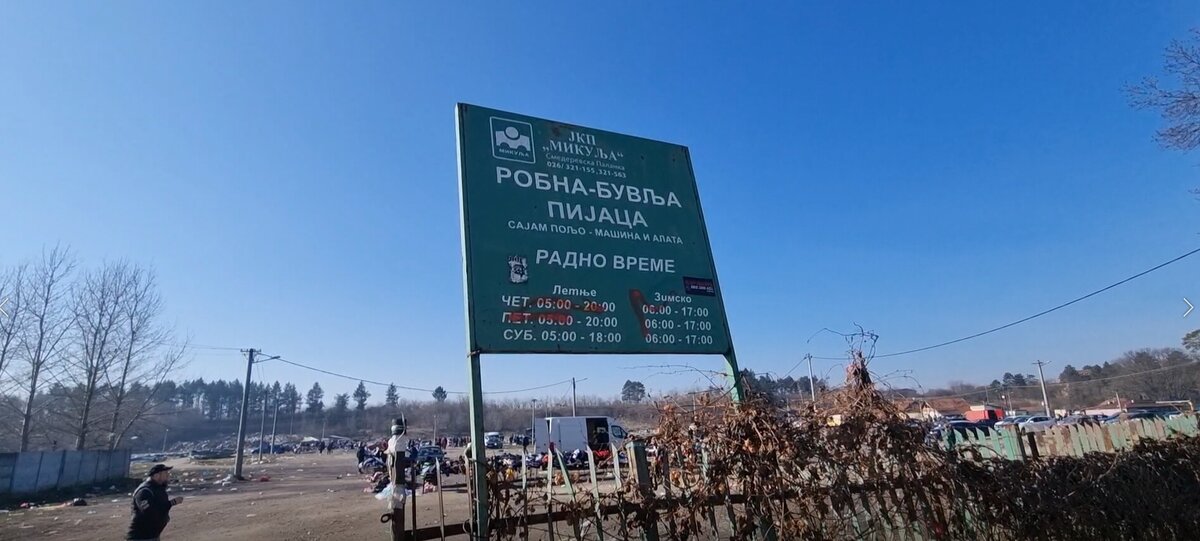 МИКУЉА
ЈКП
„МИКУЉА“
Смедеревска Паланка
026/ 321-155, 321-563
РОБНА-БУВЉА
ПИЈАЦА
САЈАМ ПОЉО - МАШИНА И АЛАТА
РАДНО ВРЕМЕ
Летње Зимско
ЧЕТ. 05:00 - 20:00 06:00 - 17:00
ПЕТ. 05:00 - 20:00 06:00 - 17:00
СУБ. 05:00 - 18:00 06:00 - 17:00